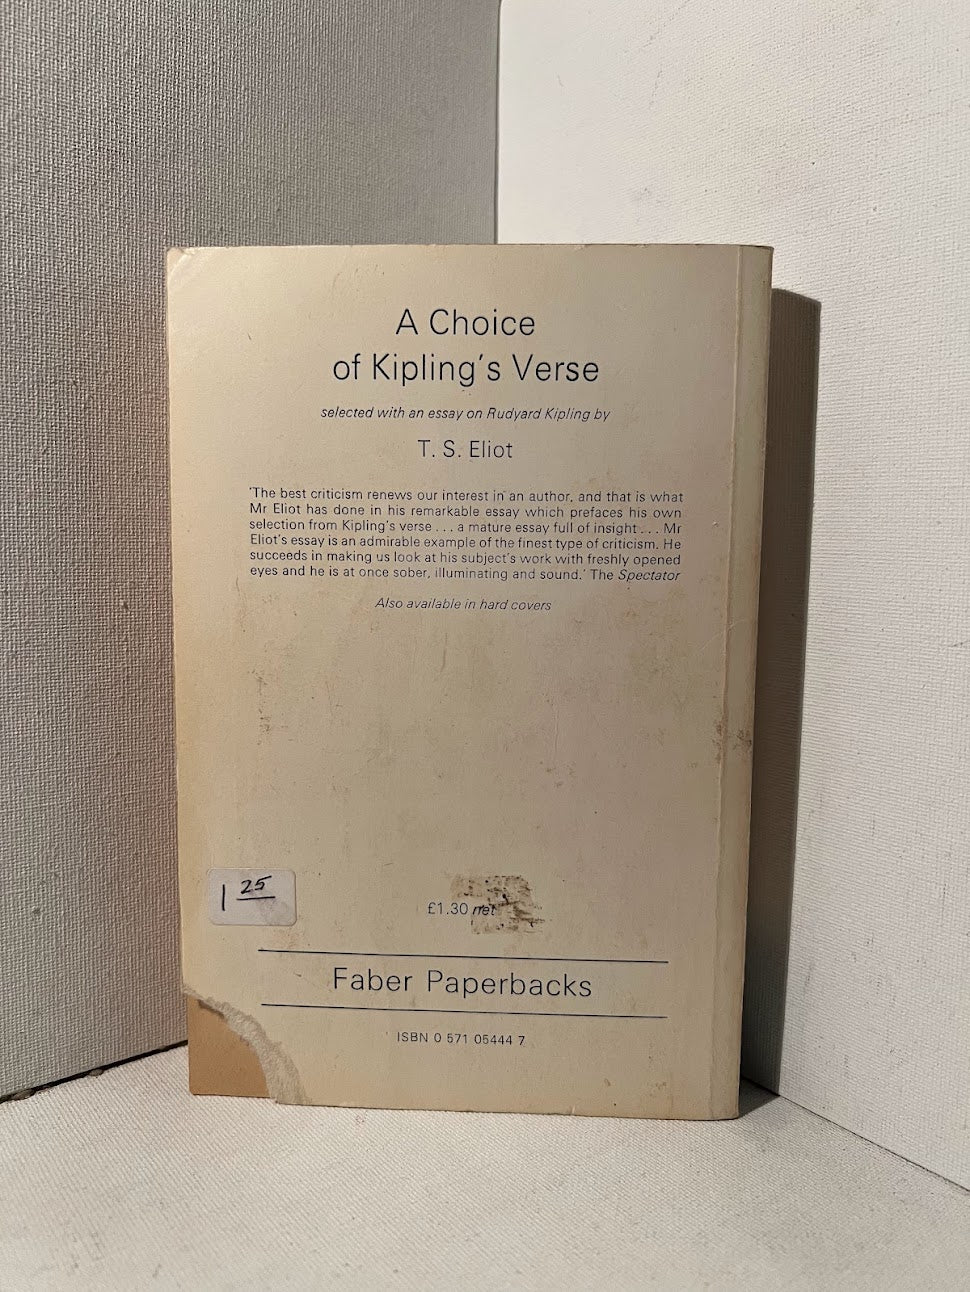 A Choice
of Kipling's Verse
selected with an essay on Rudyard Kipling by
T. S. Eliot
'The best criticism renews our interest in an author, and that is what
Mr Eliot has done in his remarkable essay which prefaces his own
selection from Kipling's verse . . . a mature essay full of insight . . . Mr
Eliot's essay is an admirable example of the finest type of criticism. He
succeeds in making us look at his subject's work with freshly opened
eyes and he is at once sober, illuminating and sound.' The Spectator
Also available in hard covers
1 25
£1.30 net
Faber Paperbacks
ISBN 0 571 05444 7